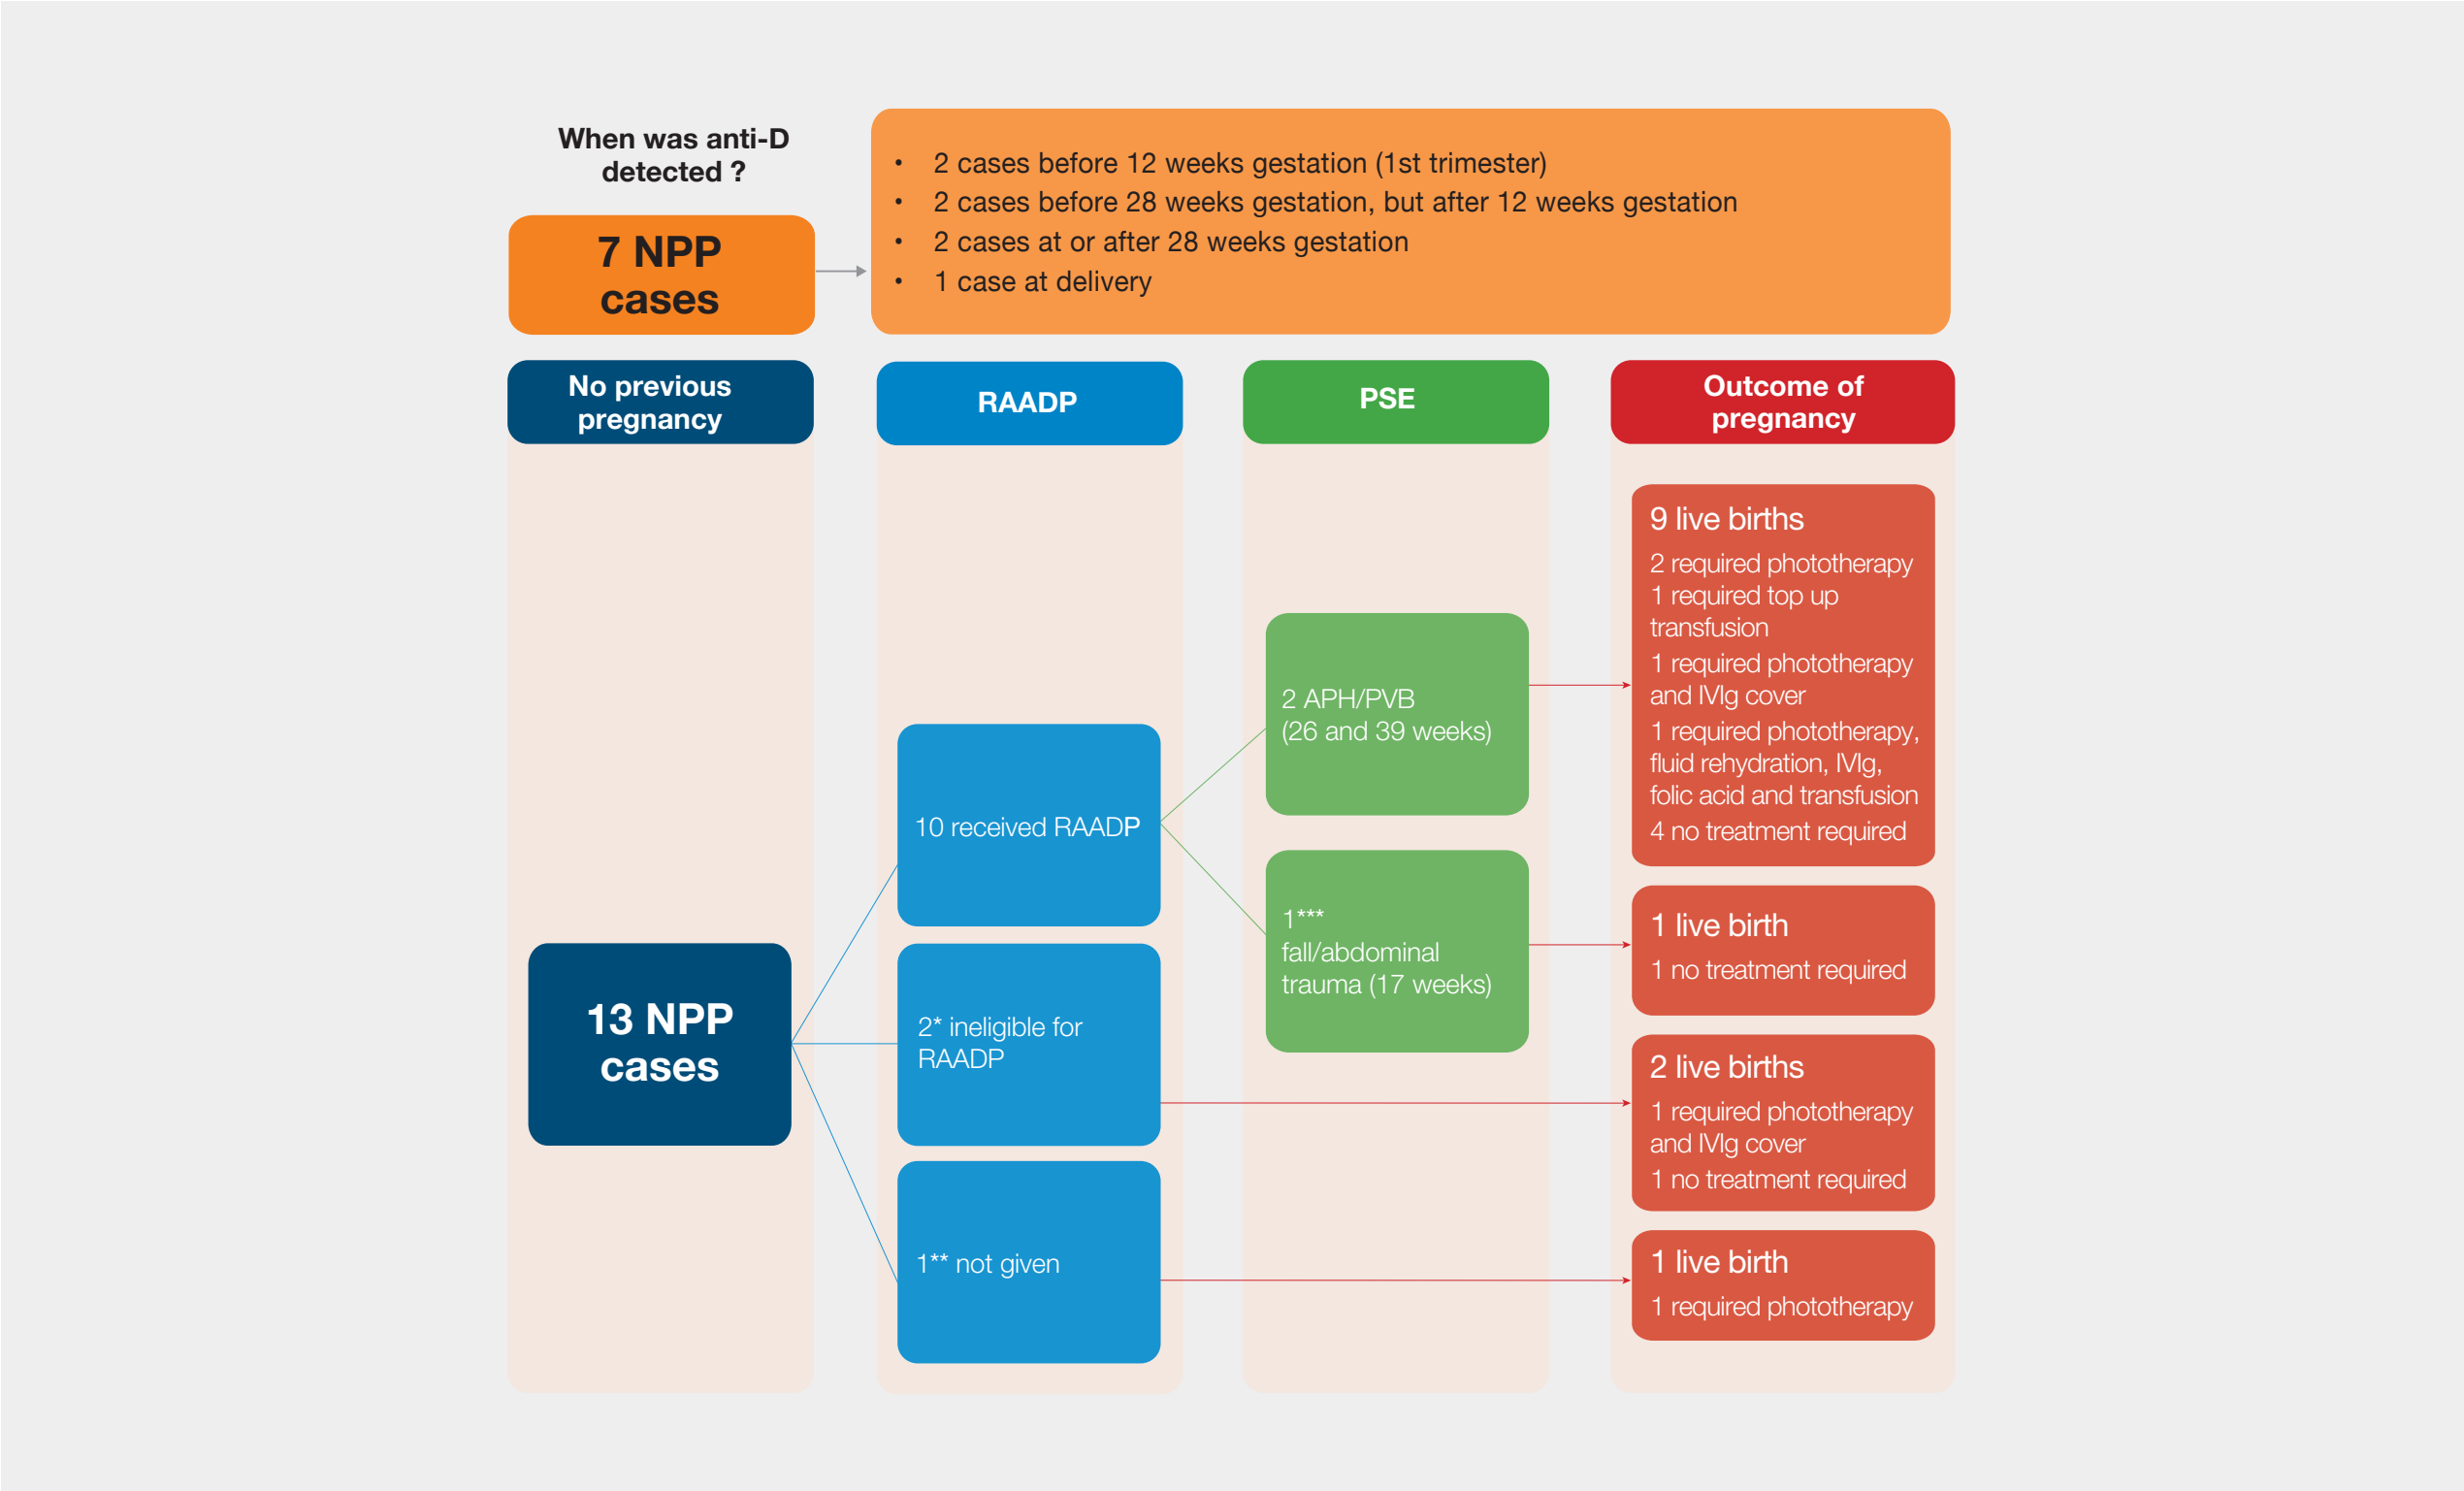 When was anti-D
detected ?
7 NPP
cases
• 2 cases before 12 weeks gestation (1st trimester)
• 2 cases before 28 weeks gestation, but after 12 weeks gestation
• 2 cases at or after 28 weeks gestation
• 1 case at delivery
No previous
pregnancy
RAADP
PSE
Outcome of
pregnancy
13 NPP
cases
10 received RAADP
2* ineligible for
RAADP
1** not given
2 APH/PVB
(26 and 39 weeks)
1***
fall/abdominal
trauma (17 weeks)
9 live births
2 required phototherapy
1 required top up
transfusion
1 required phototherapy
and IVIg cover
1 required phototherapy,
fluid rehydration, IVIg,
folic acid and transfusion
4 no treatment required
1 live birth
1 no treatment required
2 live births
1 required phototherapy
and IVIg cover
1 no treatment required
1 live birth
1 required phototherapy